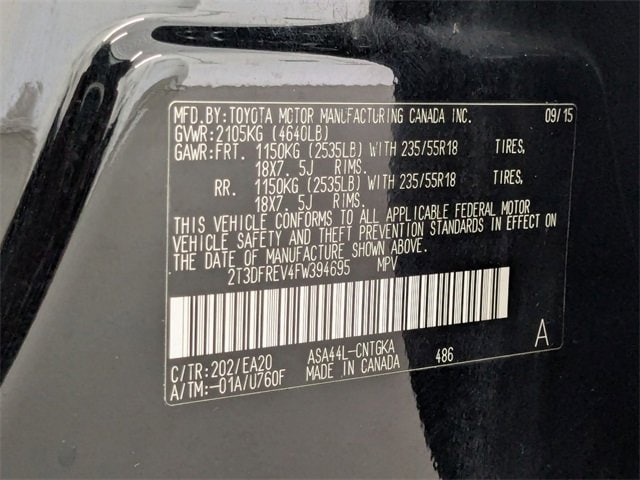 MFD.BY:TOYOTA MOTOR MANUFACTURING CANADA INC. 09/15
GVWR:2105KG (4640LB)
GAWR:FRT. 1150KG (2535LB) WITH 235/55R18 TIRES,
18X7.5J RIMS.
RR. 1150KG (2535LB) WITH 235/55R18 TIRES,
18X7.5J RIMS.
THIS VEHICLE CONFORMS TO ALL APPLICABLE FEDERAL MOTOR
VEHICLE SAFETY AND THEFT PREVENTION STANDARDS IN EFFECT ON
THE DATE OF MANUFACTURE SHOWN ABOVE.
2T3DFREV4FW394695 MPV
A
C/TR:202/EA20 ASA44L-CNTGKA 486
A/TM:-01A/U760F MADE IN CANADA